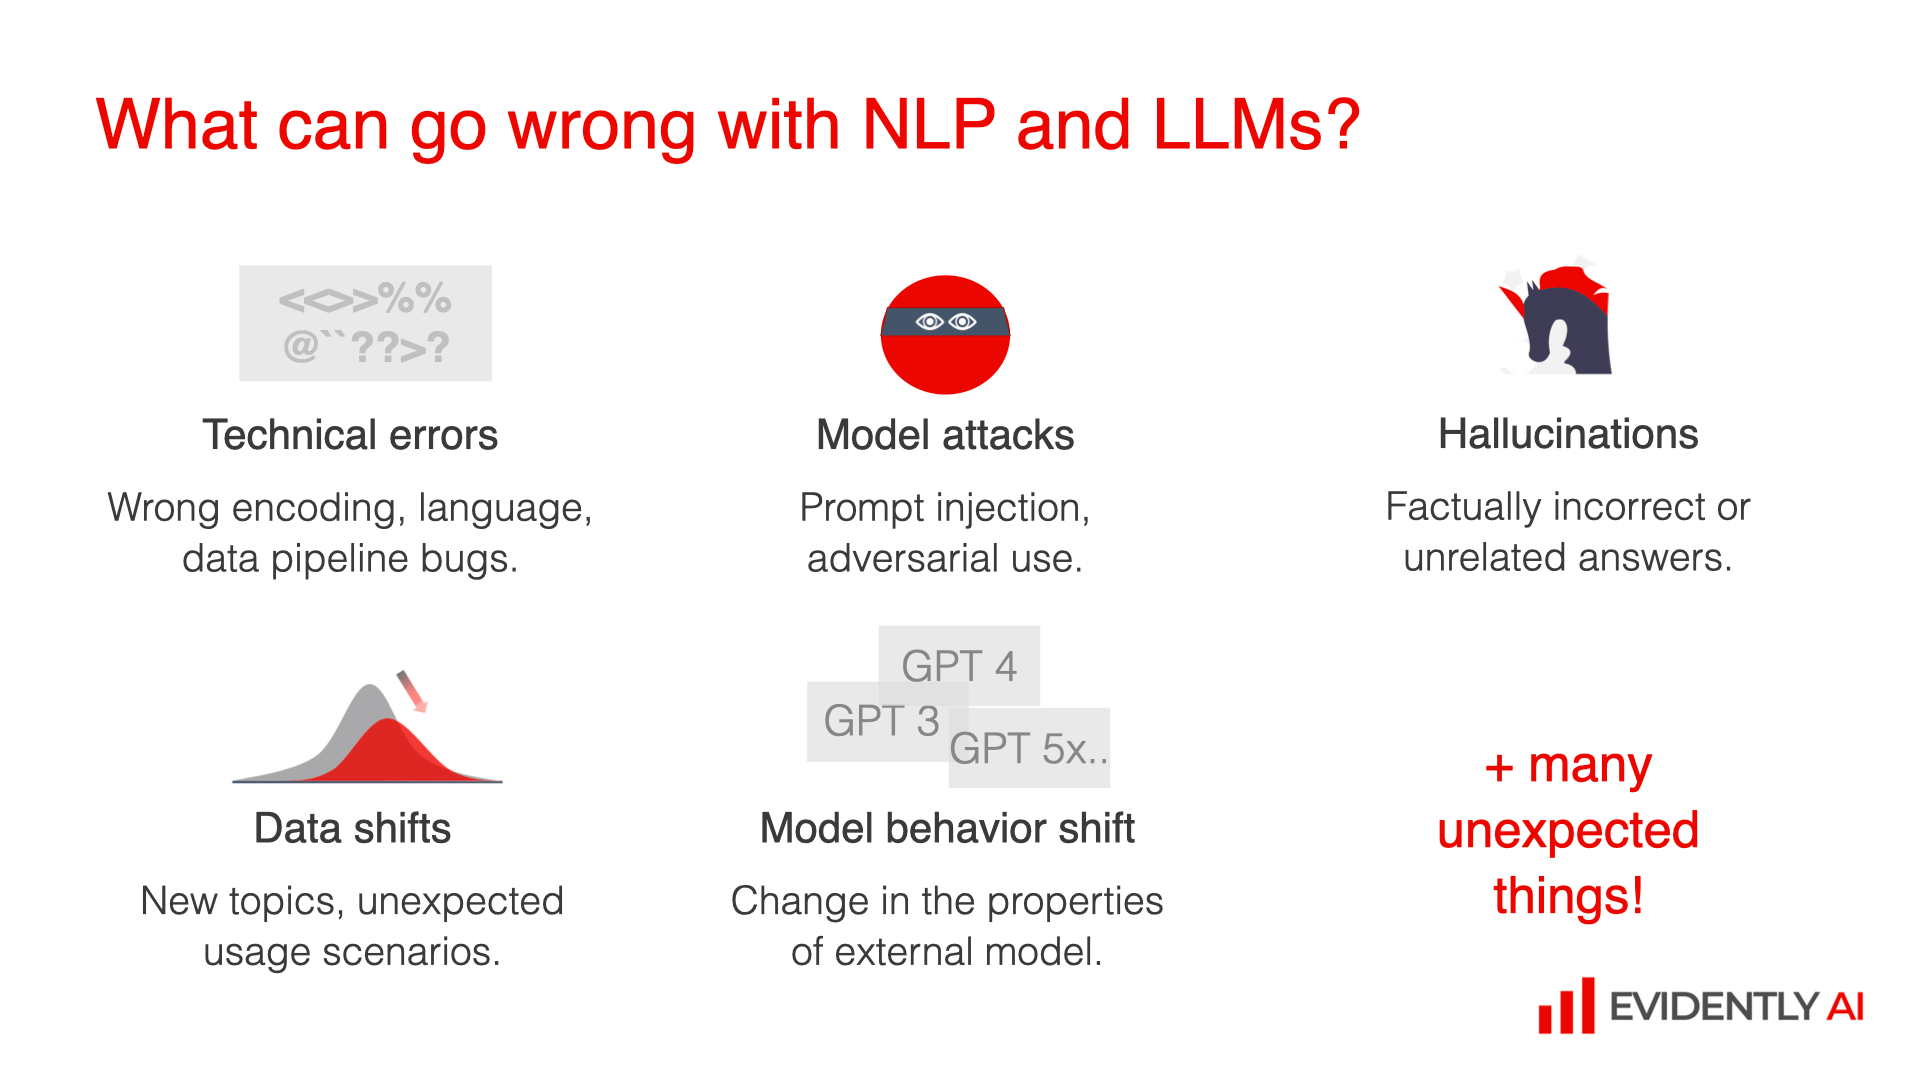 What can go wrong with NLP and LLMs?
<<>>%%
@``??>?
Technical errors
Wrong encoding, language,
data pipeline bugs.
Model attacks
Prompt injection,
adversarial use.
Hallucinations
Factually incorrect or
unrelated answers.
Data shifts
New topics, unexpected
usage scenarios.
GPT 4
GPT 3
GPT 5x..
Model behavior shift
Change in the properties
of external model.
+ many
unexpected
things!
EVIDENTLY AI